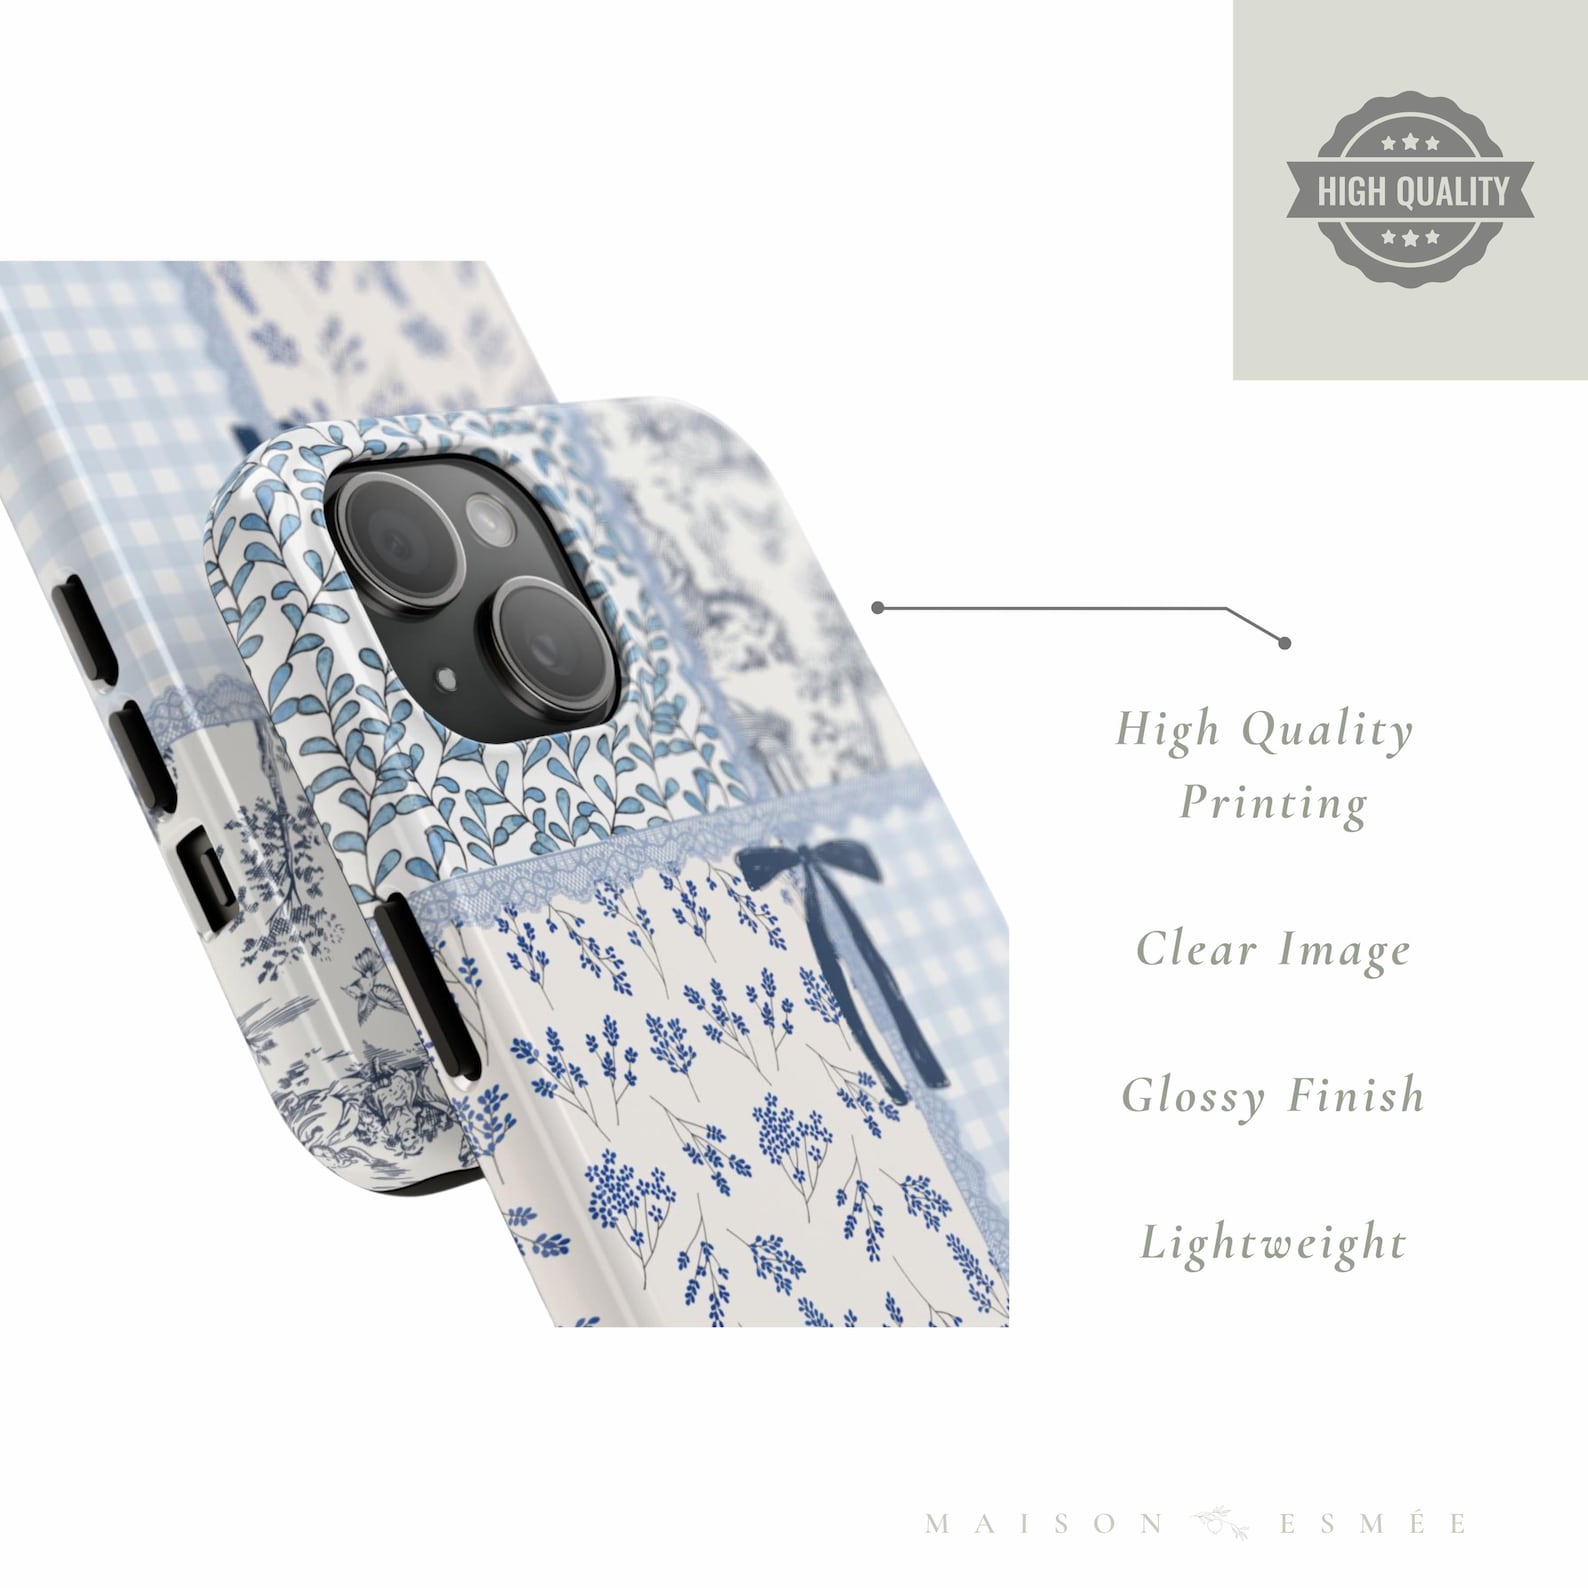 HIGH QUALITY
High Quality
Printing
Clear Image
Glossy Finish
Lightweight
MAISON ESMÉE